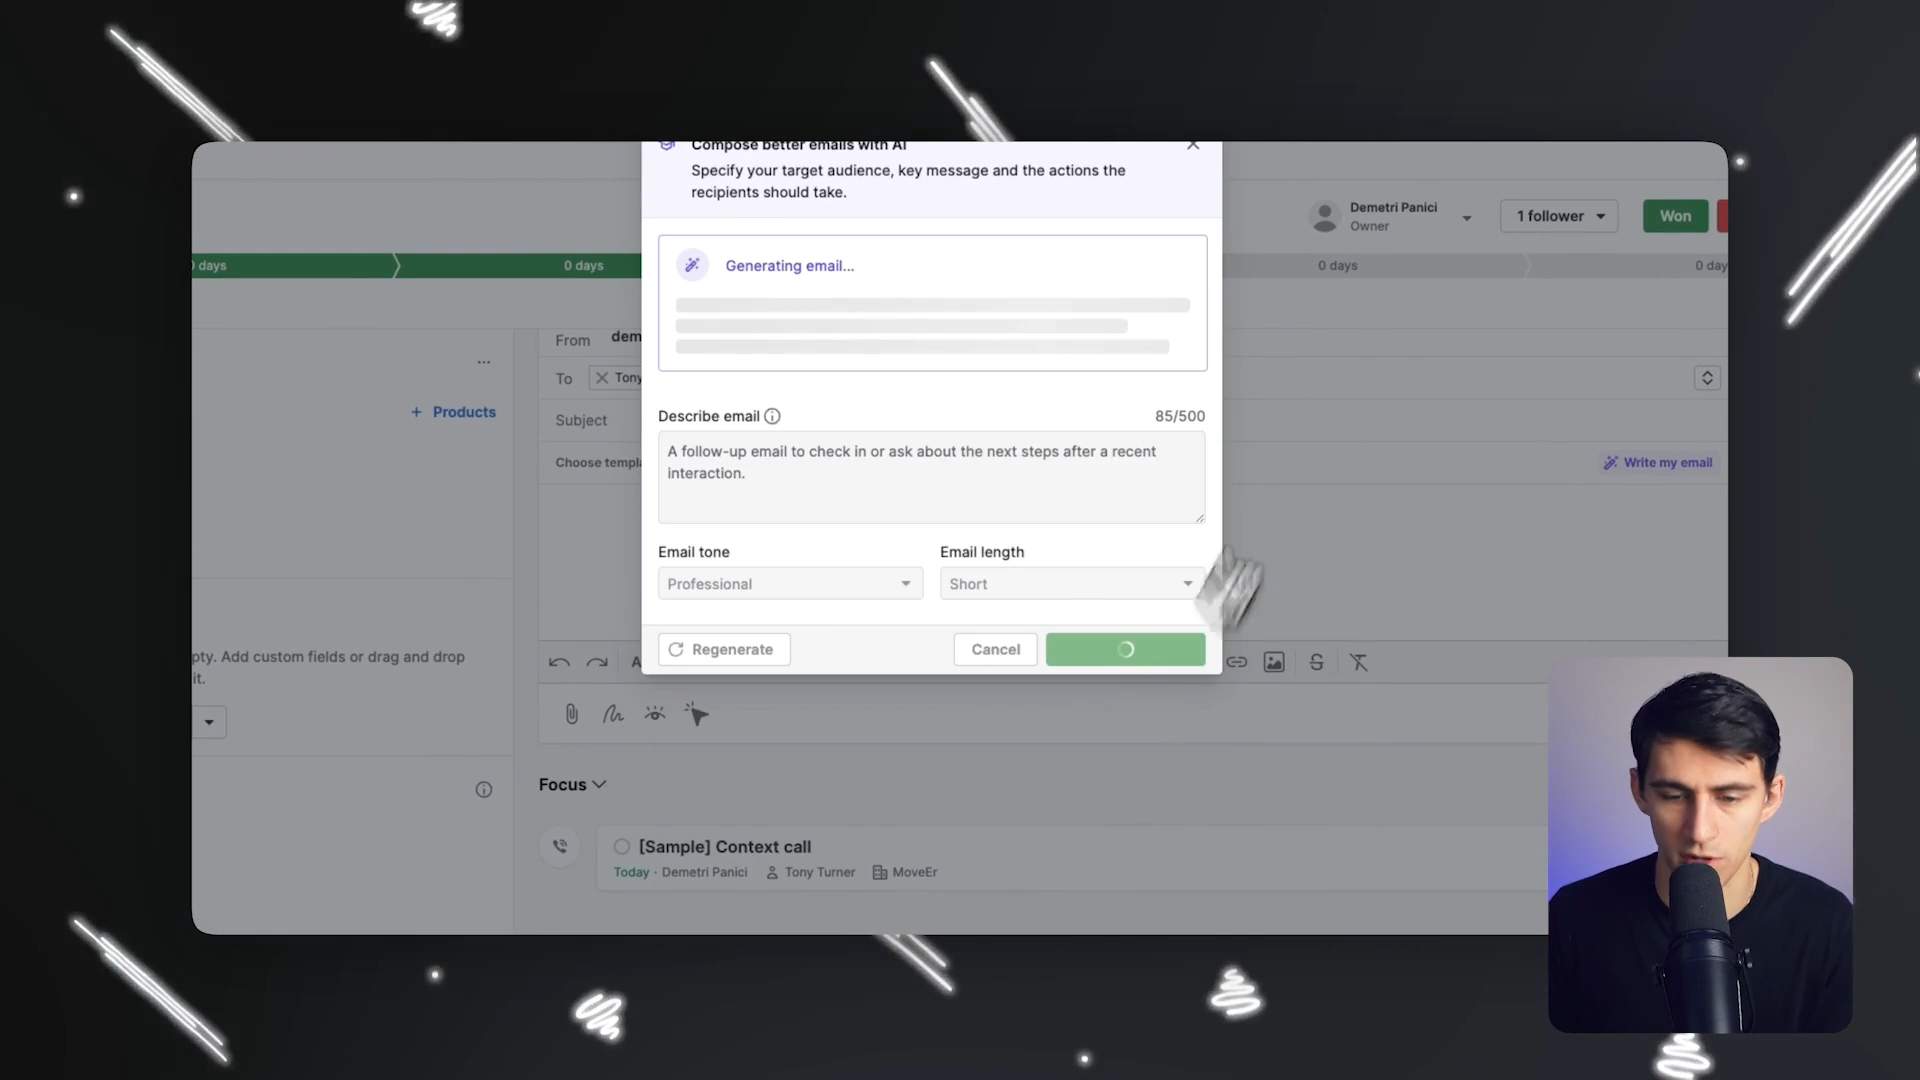 Compose better emails with AI
Specify your target audience, key message and the actions the
recipients should take.
Demetri Panici
Owner
1 follower
Won
days
0 days
0 days
Generating email...
From
To
Tony
Products
Subject
Describe email
85/500
A follow-up email to check in or ask about the next steps after a recent
interaction.
Choose
Write my email
Email tone
Email length
Professional
Short
Regenerate
Cancel
Add custom fields or drag and drop
it.
Focus
[Sample] Context call
Today · Demetri Panici
Tony Turner
MoveEr